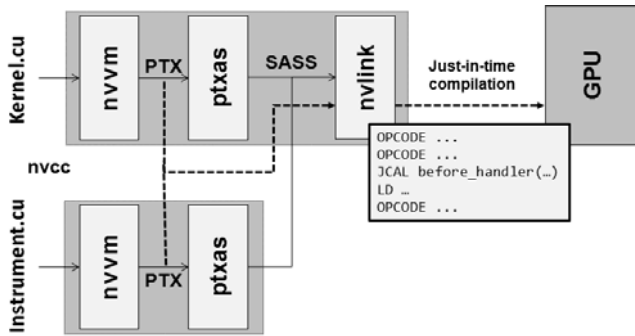 Kernel.cu
nvvm
PTX
ptxas
SASS
nvlink
Just-in-time
compilation
GPU
OPCODE ...
OPCODE ...
JCAL before_handler(…)
LD …
OPCODE ...
nvcc
Instrument.cu
nvvm
PTX
ptxas